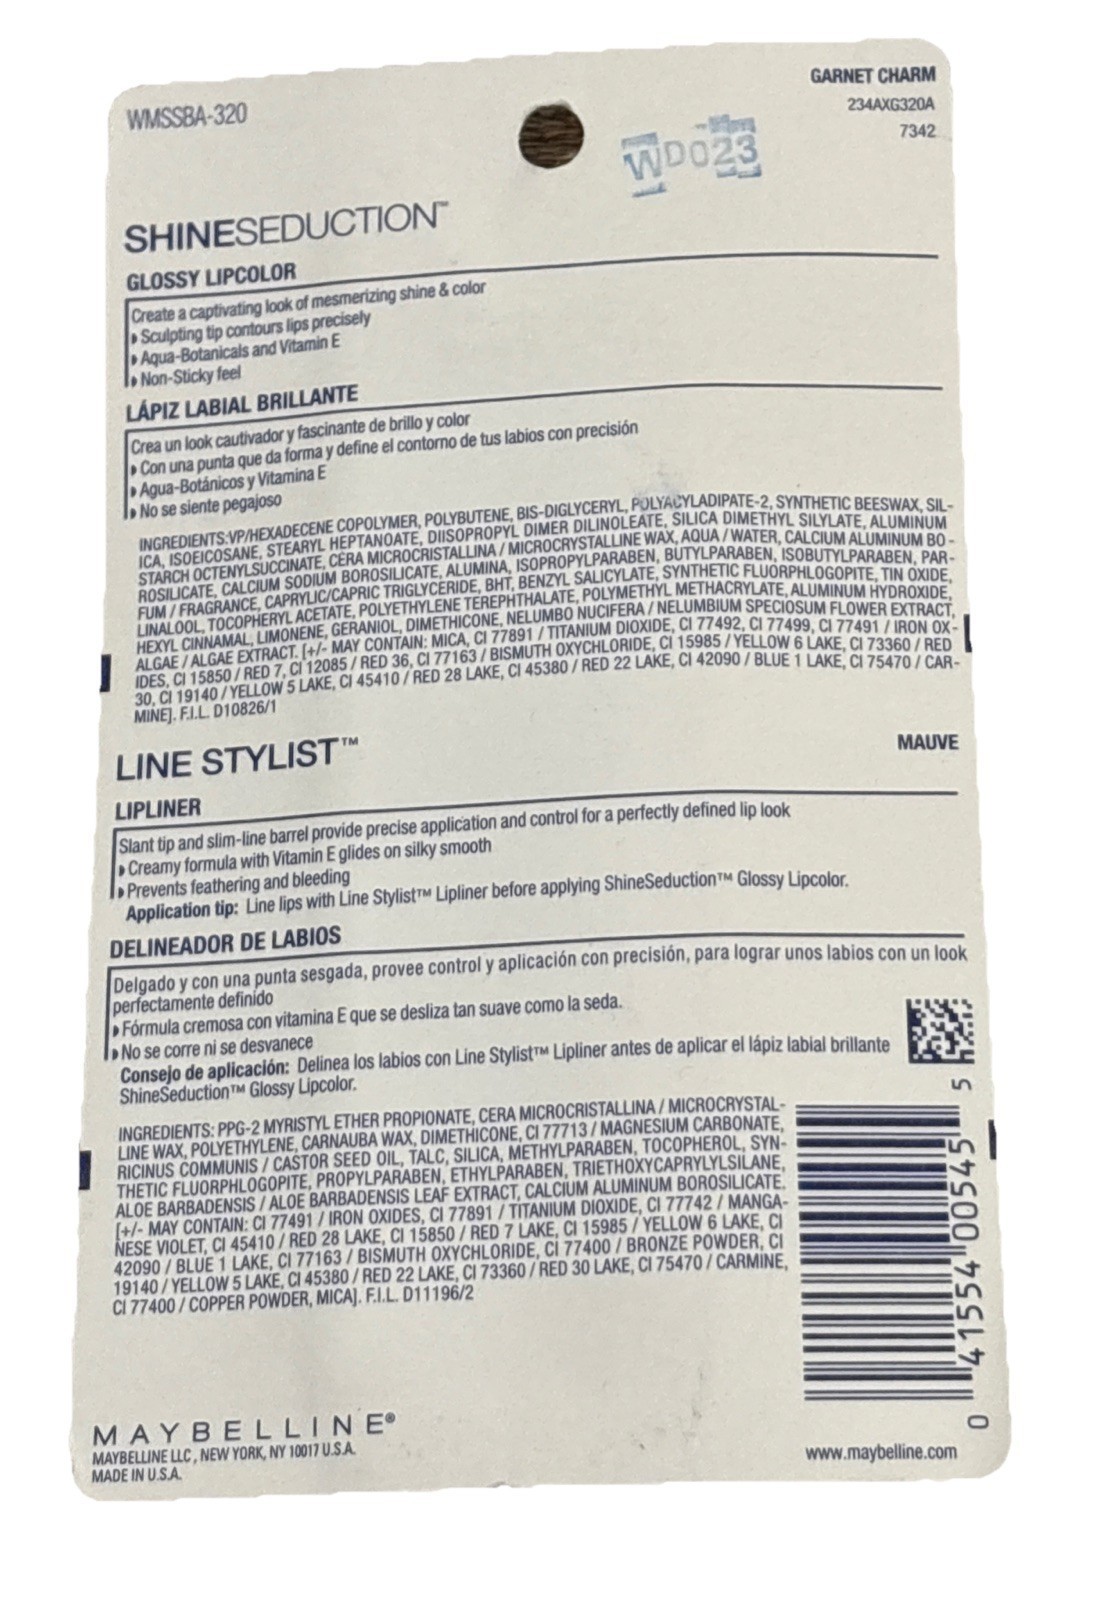 WMSSBA-320
GARNET CHARM
234AXG320A
7342
WD023
SHINESEDUCTION™
GLOSSY LIPCOLOR
Create a captivating look of mesmerizing shine & color
Sculpting tip contours lips precisely
Aqua-Botanicals and Vitamin E
Non-Sticky feel
LÁPIZ LABIAL BRILLANTE
Crea un look cautivador y fascinante de brillo y color
Con una punta que da forma y define el contorno de tus labios con precisión
Agua-Botánicos y Vitamina E
No se siente pegajoso
INGREDIENTS:VP/HEXADECENE COPOLYMER, POLYBUTENE, BIS-DIGLYCERYL, POLYACYLADIPATE-2, SYNTHETIC BEESWAX, SIL-
ICA, ISOEICOSANE, STEARYL HEPTANOATE, DIISOPROPYL DIMER DILINOLEATE, SILICA DIMETHYL SILYLATE, ALUMINUM
STARCH OCTENYLSUCCINATE, CERA MICROCRISTALLINA / MICROCRYSTALLINE WAX, AQUA / WATER, CALCIUM ALUMINUM BO-
ROSILICATE, CALCIUM SODIUM BOROSILICATE, ALUMINA, ISOPROPYLPARABEN, BUTYLPARABEN, ISOBUTYLPARABEN, PAR-
FUM / FRAGRANCE, CAPRYLIC/CAPRIC TRIGLYCERIDE, BHT, BENZYL SALICYLATE, SYNTHETIC FLUORPHLOGOPITE, TIN OXIDE,
LINALOOL, TOCOPHERYL ACETATE, POLYETHYLENE TEREPHTHALATE, POLYMETHYL METHACRYLATE, ALUMINUM HYDROXIDE,
HEXYL CINNAMAL, LIMONENE, GERANIOL, DIMETHICONE, NELUMBO NUCIFERA / NELUMBIUM SPECIOSUM FLOWER EXTRACT,
ALGAE / ALGAE EXTRACT. [+/- MAY CONTAIN: MICA, CI 77891 / TITANIUM DIOXIDE, CI 77492, CI 77499, CI 77491 / IRON OX-
IDES, CI 15850 / RED 7, CI 12085 / RED 36, CI 77163 / BISMUTH OXYCHLORIDE, CI 15985 / YELLOW 6 LAKE, CI 73360 / RED
30, CI 19140 / YELLOW 5 LAKE, CI 45410 / RED 28 LAKE, CI 45380 / RED 22 LAKE, CI 42090 / BLUE 1 LAKE, CI 75470 / CAR-
MINE]. F.I.L. D10826/1
LINE STYLIST™
MAUVE
LIPLINER
Slant tip and slim-line barrel provide precise application and control for a perfectly defined lip look
Creamy formula with Vitamin E glides on silky smooth
Prevents feathering and bleeding
Application tip: Line lips with Line Stylist™ Lipliner before applying ShineSeduction™ Glossy Lipcolor.
DELINEADOR DE LABIOS
Delgado y con una punta sesgada, provee control y aplicación con precisión, para lograr unos labios con un look
perfectamente definido
Fórmula cremosa con vitamina E que se desliza tan suave como la seda.
No se corre ni se desvanece
Consejo de aplicación: Delinea los labios con Line Stylist™ Lipliner antes de aplicar el lápiz labial brillante
ShineSeduction™ Glossy Lipcolor.
INGREDIENTS: PPG-2 MYRISTYL ETHER PROPIONATE, CERA MICROCRISTALLINA / MICROCRYSTAL-
LINE WAX, POLYETHYLENE, CARNAUBA WAX, DIMETHICONE, CI 77713 / MAGNESIUM CARBONATE,
RICINUS COMMUNIS / CASTOR SEED OIL, TALC, SILICA, METHYLPARABEN, TOCOPHEROL, SYN-
THETIC FLUORPHLOGOPITE, PROPYLPARABEN, ETHYLPARABEN, TRIETHOXYCAPRYLYLSILANE,
ALOE BARBADENSIS / ALOE BARBADENSIS LEAF EXTRACT, CALCIUM ALUMINUM BOROSILICATE.
[+/- MAY CONTAIN: CI 77491 / IRON OXIDES, CI 77891 / TITANIUM DIOXIDE, CI 77742 / MANGA-
NESE VIOLET, CI 45410 / RED 28 LAKE, CI 15850 / RED 7 LAKE, CI 15985 / YELLOW 6 LAKE, CI
42090 / BLUE 1 LAKE, CI 77163 / BISMUTH OXYCHLORIDE, CI 77400 / BRONZE POWDER, CI
19140 / YELLOW 5 LAKE, CI 45380 / RED 22 LAKE, CI 73360 / RED 30 LAKE, CI 75470 / CARMINE,
CI 77400 / COPPER POWDER, MICA]. F.I.L. D11196/2
0 41554 00545 5
MAYBELLINE®
MAYBELLINE LLC, NEW YORK, NY 10017 U.S.A.
MADE IN U.S.A.
www.maybelline.com